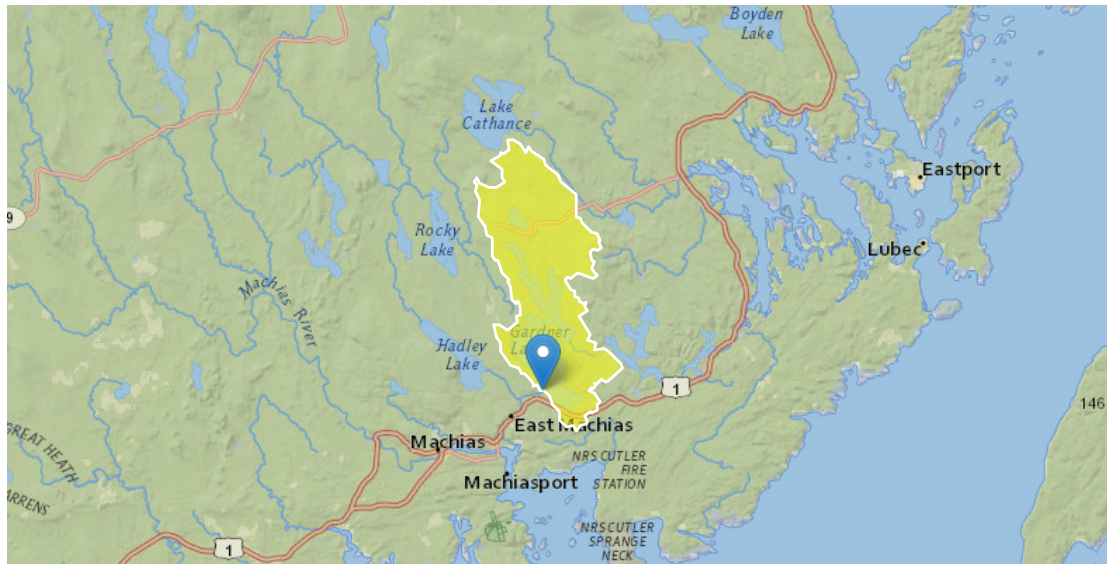 Boyden
Lake
Lake
Cathance
Eastport
9
Rocky
Lake
Lubec
Machias River
Gardner
Hadley
Lake
1
146
East Machias
GREAT HEATH
Machias
NRS CUTLER
FIRE
STATION
Machiasport
ARRENS
1
NRS CUTLER
SPRANGE
NECK